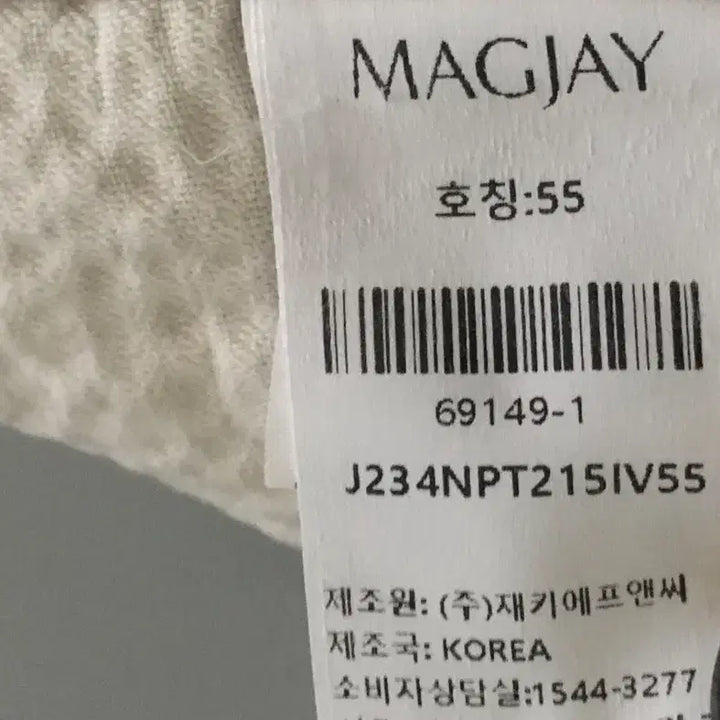 MAGJAY
호칭:55
69149-1
J234NPT215IV55
제조원: (주)재키에프앤씨
제조국: KOREA
소비자상담실:1544-3277